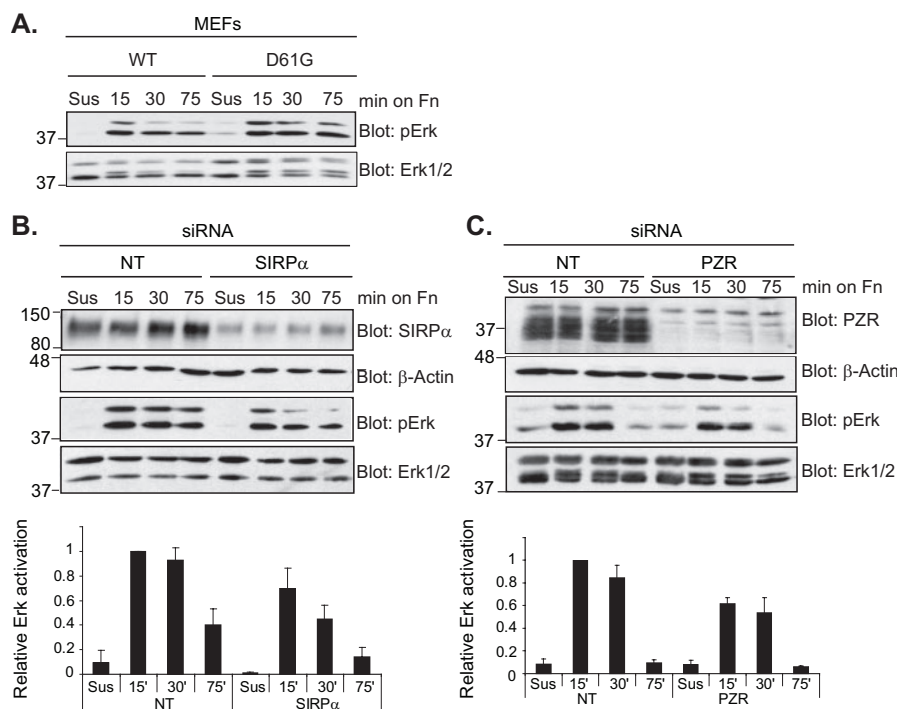 A.
MEFs
WT D61G
Sus 15 30 75 Sus 15 30 75 min on Fn
37 Blot: pErk
37 Blot: Erk1/2
B.
siRNA
NT SIRPα
Sus 15 30 75 Sus 15 30 75 min on Fn
150
80 Blot: SIRPα
48 Blot: β-Actin
37 Blot: pErk
37 Blot: Erk1/2
Relative Erk activation
1
0.8
0.6
0.4
0.2
0
Sus 15' 30' 75' Sus 15' 30' 75'
NT SIRPα
C.
siRNA
NT PZR
Sus 15 30 75 Sus 15 30 75 min on Fn
37 Blot: PZR
48 Blot: β-Actin
37 Blot: pErk
37 Blot: Erk1/2
Relative Erk activation
1
0.8
0.6
0.4
0.2
0
Sus 15' 30' 75' Sus 15' 30' 75'
NT PZR